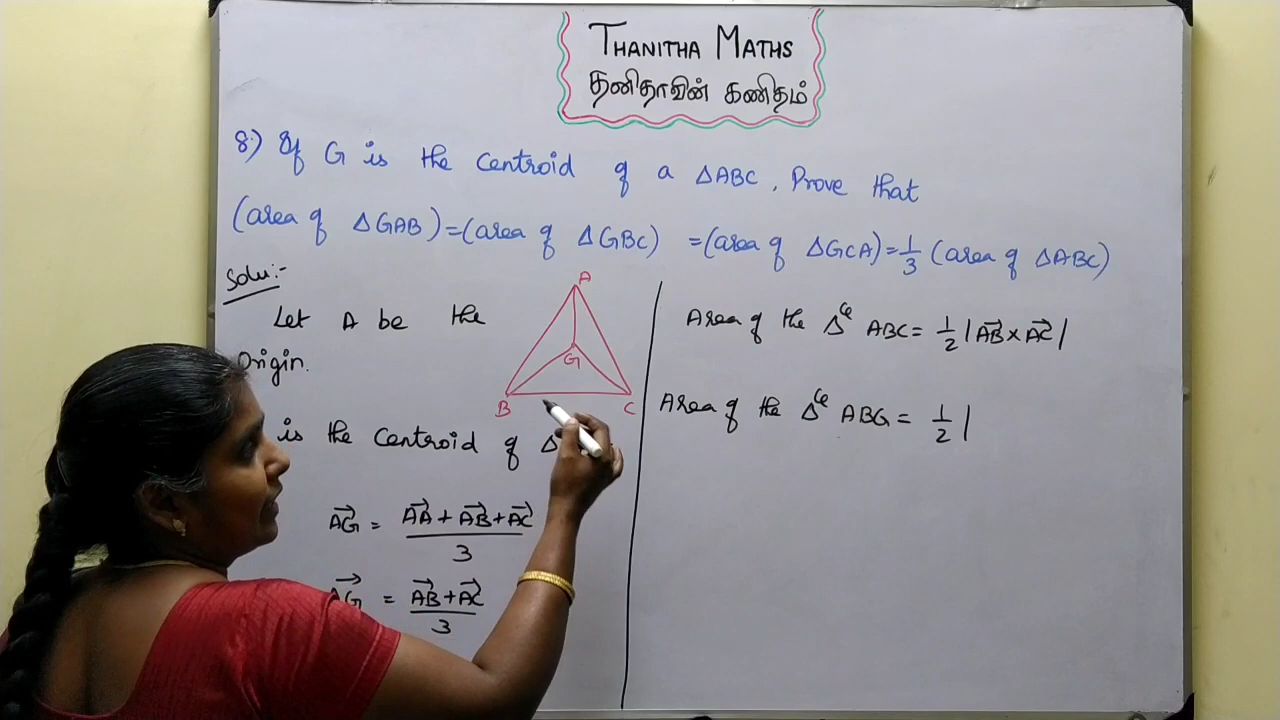 THANITHA MATHS
தனிதாவின் கணிதம்
8) If G is the Centroid of a ΔABC, Prove that
(area of ΔGAB)=(area of ΔGBC) =(area of ΔGCA)=1/3 (area of ΔABC)
Solu:-
Let A be the
Origin.
A
G
B C
is the Centroid of Δ
AG⃗ = (AA⃗ + AB⃗ + AC⃗)/3
AG⃗ = (AB⃗ + AC⃗)/3
Area of the Δle ABC = 1/2 |AB⃗ × AC⃗|
Area of the Δle ABG = 1/2 |